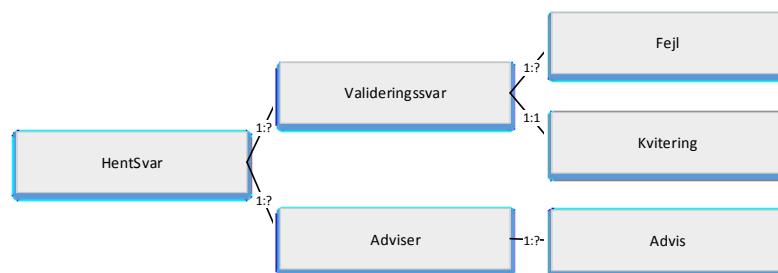 Fejl
1:?
Valideringssvar
1:1
1:?
Kvitering
HentSvar
1:?
Adviser
1:?
Advis